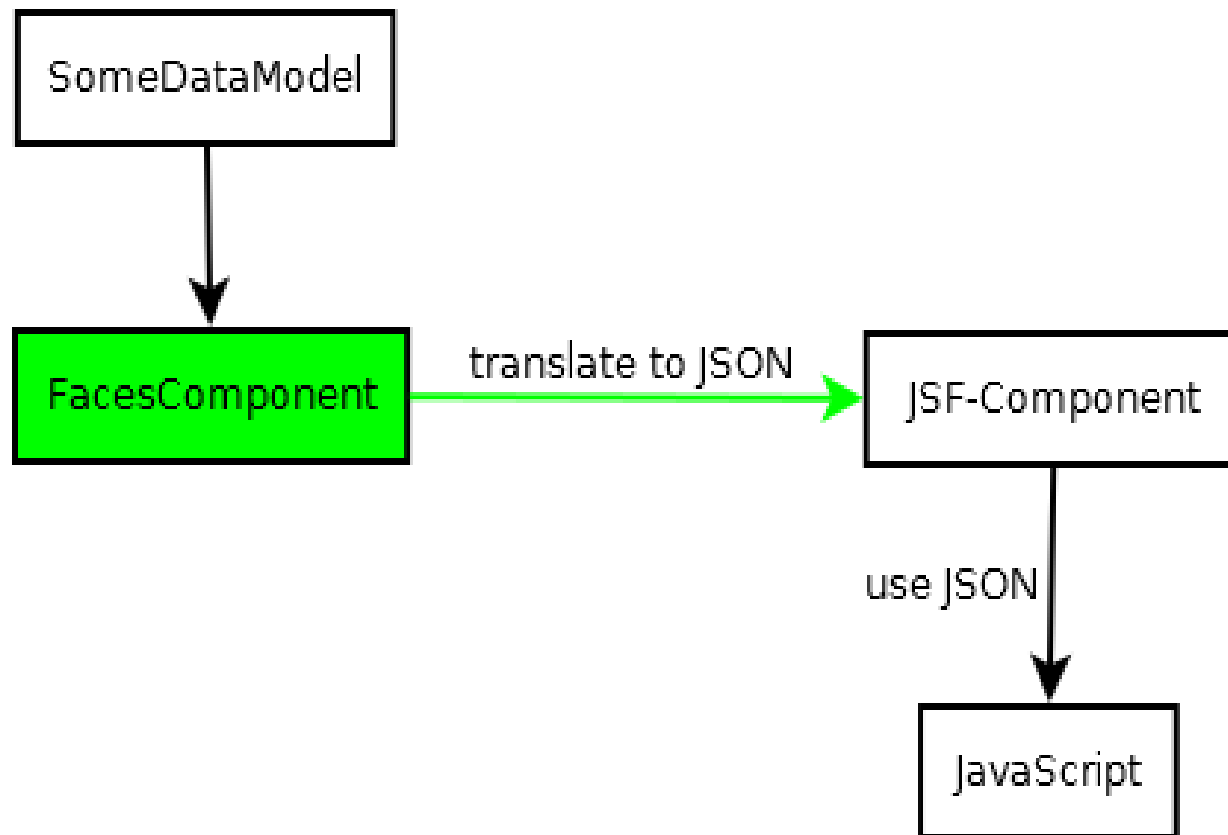 SomeDataModel
FacesComponent
translate to JSON
JSF-Component
use JSON
JavaScript